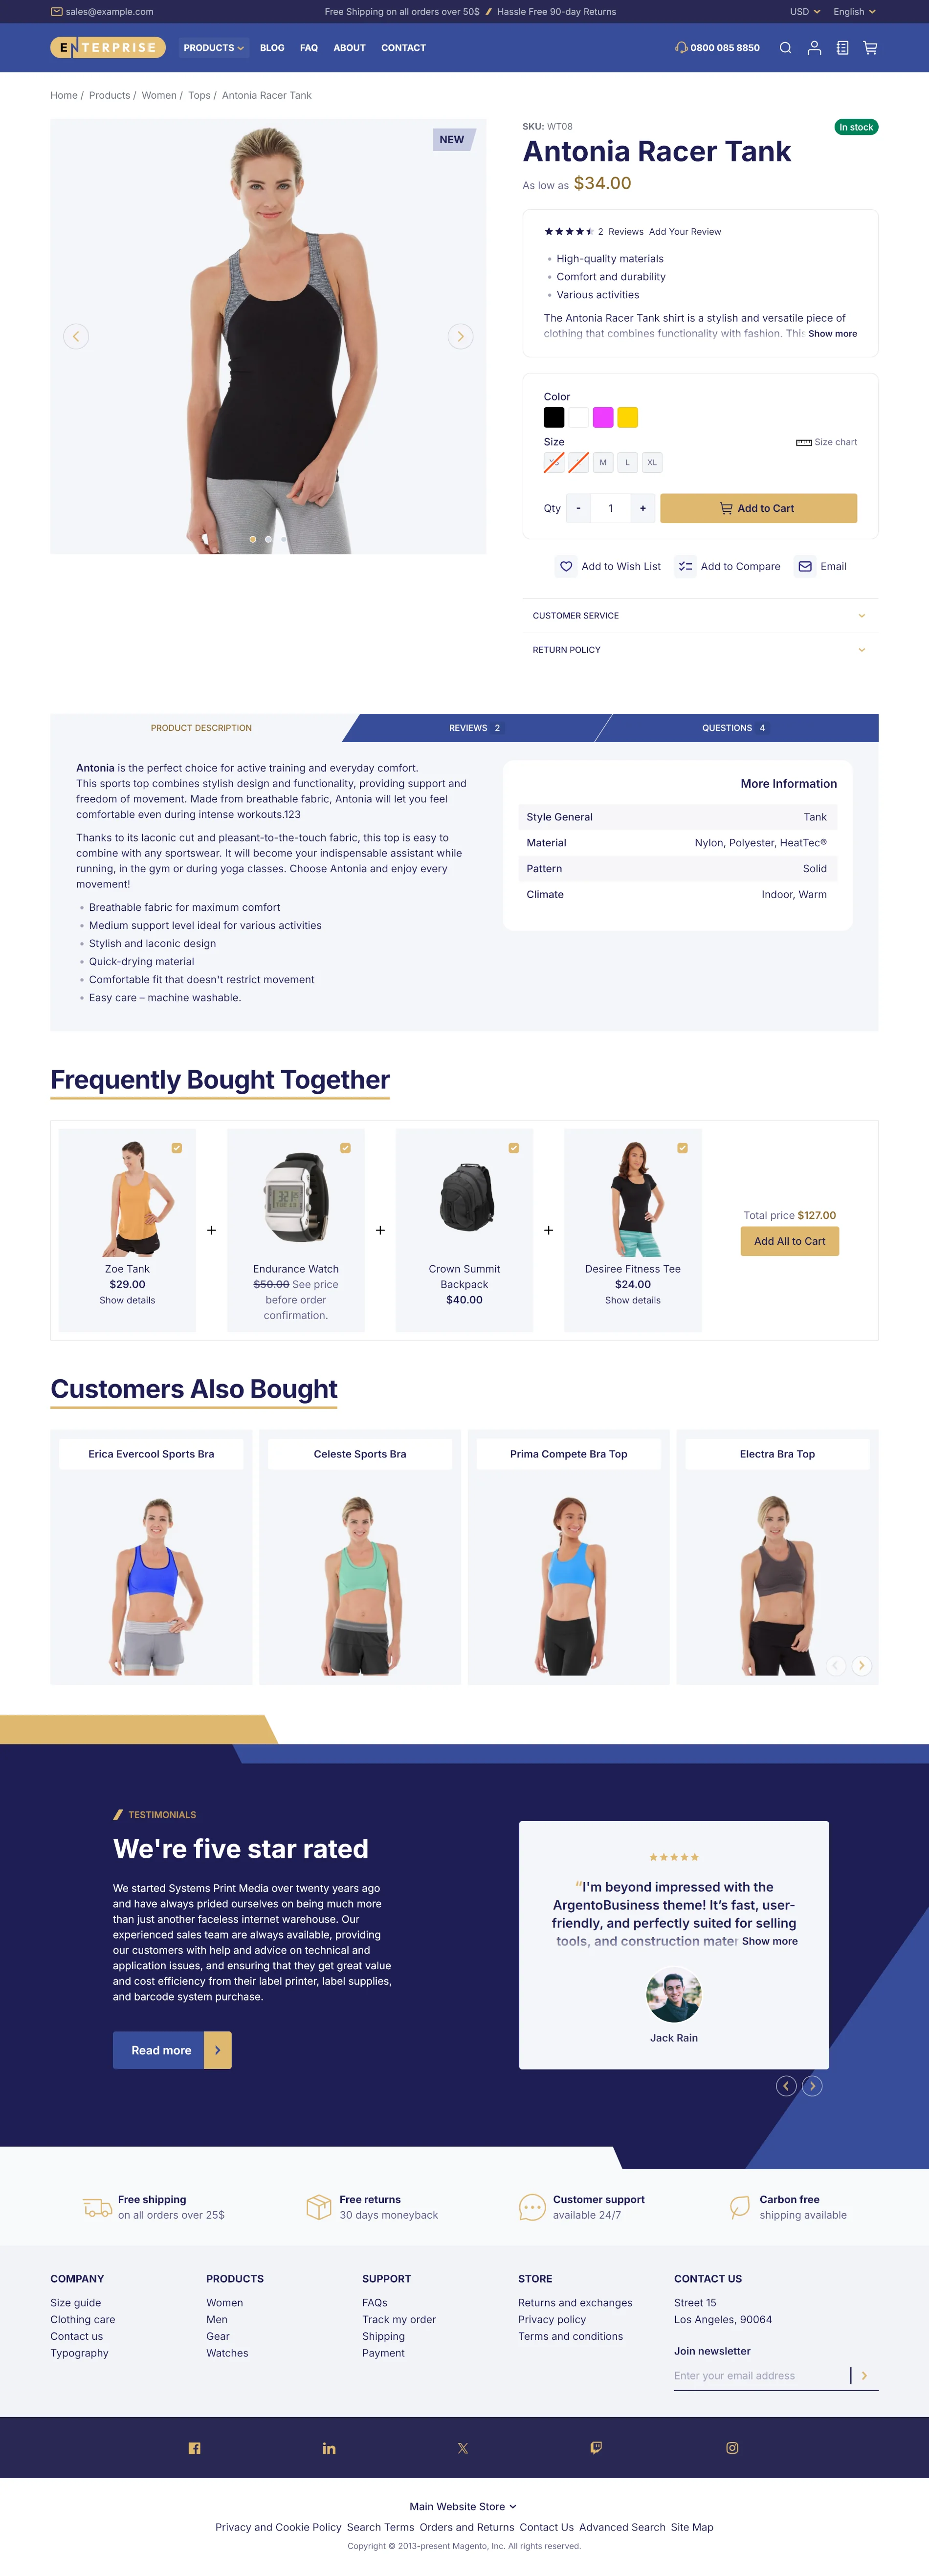 sales@example.com
Free Shipping on all orders over 50$ Hassle Free 90-day Returns
USD
English
ENTERPRISE
PRODUCTS
BLOG
FAQ
ABOUT
CONTACT
0800 085 8850
Home / Products / Women / Tops / Antonia Racer Tank
NEW
SKU: WT08
In stock
Antonia Racer Tank
As low as $34.00
2 Reviews Add Your Review
High-quality materials
Comfort and durability
Various activities
The Antonia Racer Tank shirt is a stylish and versatile piece of
clothing that combines functionality with fashion. This Show more
Color
Size
Size chart
M L XL
Qty - 1 +
Add to Cart
Add to Wish List
Add to Compare
Email
CUSTOMER SERVICE
RETURN POLICY
PRODUCT DESCRIPTION
REVIEWS 2
QUESTIONS 4
Antonia is the perfect choice for active training and everyday comfort.
This sports top combines stylish design and functionality, providing support and
freedom of movement. Made from breathable fabric, Antonia will let you feel
comfortable even during intense workouts.123
Thanks to its laconic cut and pleasant-to-the-touch fabric, this top is easy to
combine with any sportswear. It will become your indispensable assistant while
running, in the gym or during yoga classes. Choose Antonia and enjoy every
movement!
Breathable fabric for maximum comfort
Medium support level ideal for various activities
Stylish and laconic design
Quick-drying material
Comfortable fit that doesn't restrict movement
Easy care – machine washable.
More Information
Style General Tank
Material Nylon, Polyester, HeatTec®
Pattern Solid
Climate Indoor, Warm
Frequently Bought Together
Zoe Tank
$29.00
Show details
+
Endurance Watch
$50.00 See price
before order
confirmation.
+
Crown Summit
Backpack
$40.00
+
Desiree Fitness Tee
$24.00
Show details
Total price $127.00
Add All to Cart
Customers Also Bought
Erica Evercool Sports Bra
Celeste Sports Bra
Prima Compete Bra Top
Electra Bra Top
TESTIMONIALS
We're five star rated
We started Systems Print Media over twenty years ago
and have always prided ourselves on being much more
than just another faceless internet warehouse. Our
experienced sales team are always available, providing
our customers with help and advice on technical and
application issues, and ensuring that they get great value
and cost efficiency from their label printer, label supplies,
and barcode system purchase.
Read more
“I'm beyond impressed with the
ArgentoBusiness theme! It’s fast, user-
friendly, and perfectly suited for selling
tools, and construction mater Show more
Jack Rain
Free shipping
on all orders over 25$
Free returns
30 days moneyback
Customer support
available 24/7
Carbon free
shipping available
COMPANY
Size guide
Clothing care
Contact us
Typography
PRODUCTS
Women
Men
Gear
Watches
SUPPORT
FAQs
Track my order
Shipping
Payment
STORE
Returns and exchanges
Privacy policy
Terms and conditions
CONTACT US
Street 15
Los Angeles, 90064
Join newsletter
Enter your email address
Main Website Store
Privacy and Cookie Policy Search Terms Orders and Returns Contact Us Advanced Search Site Map
Copyright © 2013-present Magento, Inc. All rights reserved.